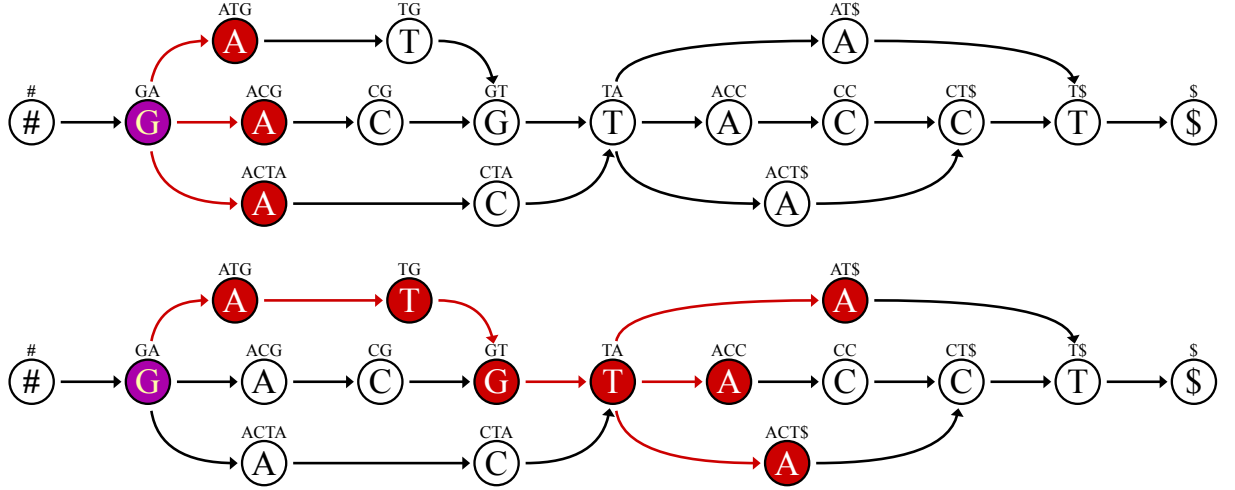 ATG TG AT$
A T A
# GA ACG CG GT TA ACC CC CT$ T$ $
# G A C G T A C C T $
ACTA CTA ACT$
A C A
ATG TG AT$
A T A
# GA ACG CG GT TA ACC CC CT$ T$ $
# G A C G T A C C T $
ACTA CTA ACT$
A C A